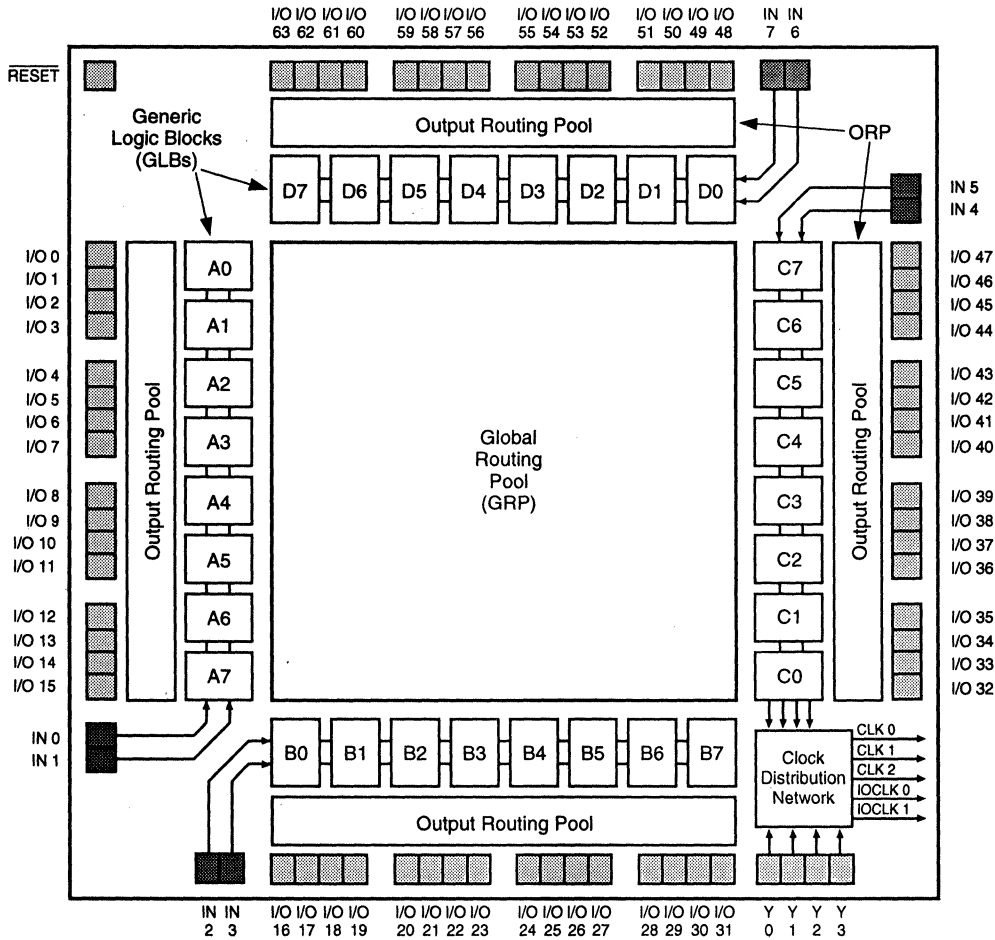 I/O I/O I/O I/O I/O I/O I/O I/O I/O I/O I/O I/O I/O I/O I/O I/O IN IN
63 62 61 60 59 58 57 56 55 54 53 52 51 50 49 48 7 6
RESET
Generic
Logic Blocks
(GLBs)
Output Routing Pool
ORP
D7 D6 D5 D4 D3 D2 D1 D0
IN 5
IN 4
I/O 0
I/O 1
I/O 2
I/O 3
I/O 4
I/O 5
I/O 6
I/O 7
I/O 8
I/O 9
I/O 10
I/O 11
I/O 12
I/O 13
I/O 14
I/O 15
IN 0
IN 1
Output Routing Pool
A0
A1
A2
A3
A4
A5
A6
A7
Global
Routing
Pool
(GRP)
C7
C6
C5
C4
C3
C2
C1
C0
Output Routing Pool
I/O 47
I/O 46
I/O 45
I/O 44
I/O 43
I/O 42
I/O 41
I/O 40
I/O 39
I/O 38
I/O 37
I/O 36
I/O 35
I/O 34
I/O 33
I/O 32
B0 B1 B2 B3 B4 B5 B6 B7
Output Routing Pool
Clock
Distribution
Network
CLK 0
CLK 1
CLK 2
IOCLK 0
IOCLK 1
IN IN I/O I/O I/O I/O I/O I/O I/O I/O I/O I/O I/O I/O I/O I/O I/O I/O Y Y Y Y
2 3 16 17 18 19 20 21 22 23 24 25 26 27 28 29 30 31 0 1 2 3